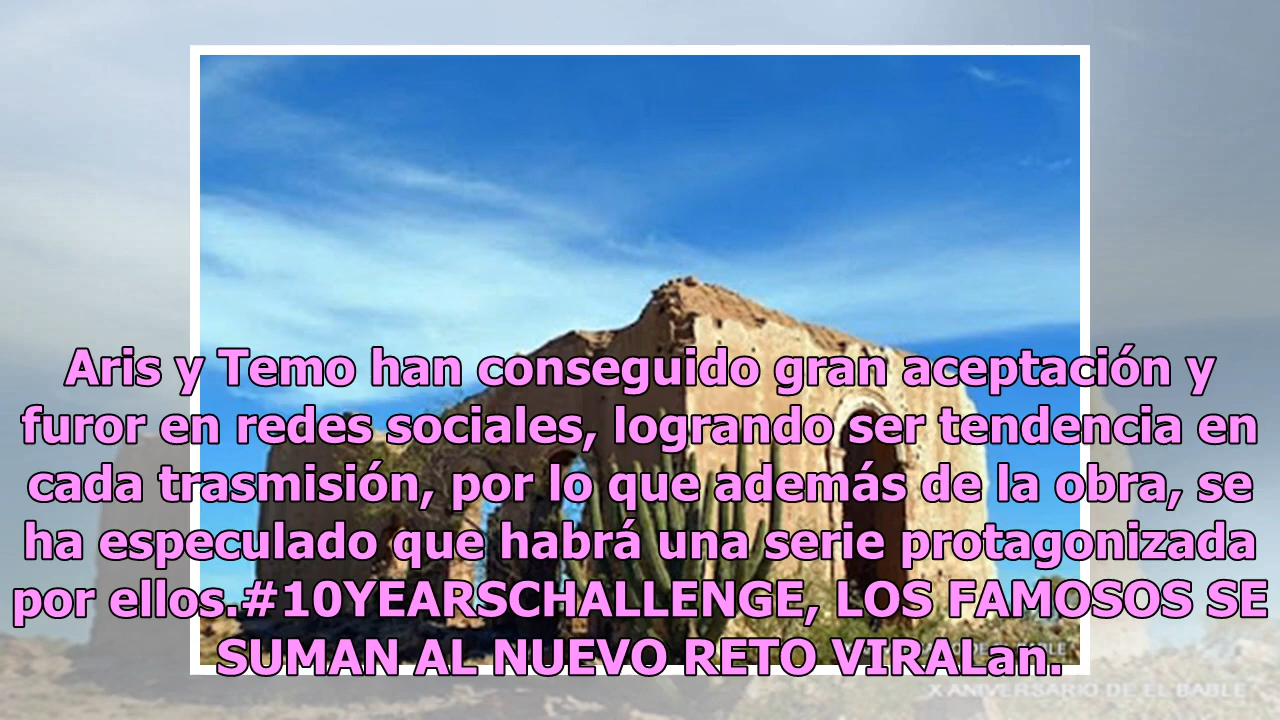 Aris y Temo han conseguido gran aceptación y
furor en redes sociales, logrando ser tendencia en
cada trasmisión, por lo que además de la obra, se
ha especulado que habrá una serie protagonizada
por ellos.#10YEARSCHALLENGE, LOS FAMOSOS SE
SUMAN AL NUEVO RETO VIRALan.
X ANIVERSARIO DE EL BABLE